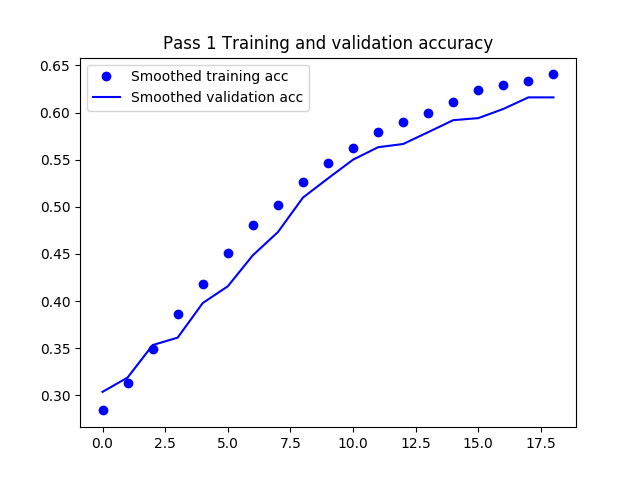 Pass 1 Training and validation accuracy
Smoothed training acc
Smoothed validation acc
0.65
0.60
0.55
0.50
0.45
0.40
0.35
0.30
0.0 2.5 5.0 7.5 10.0 12.5 15.0 17.5